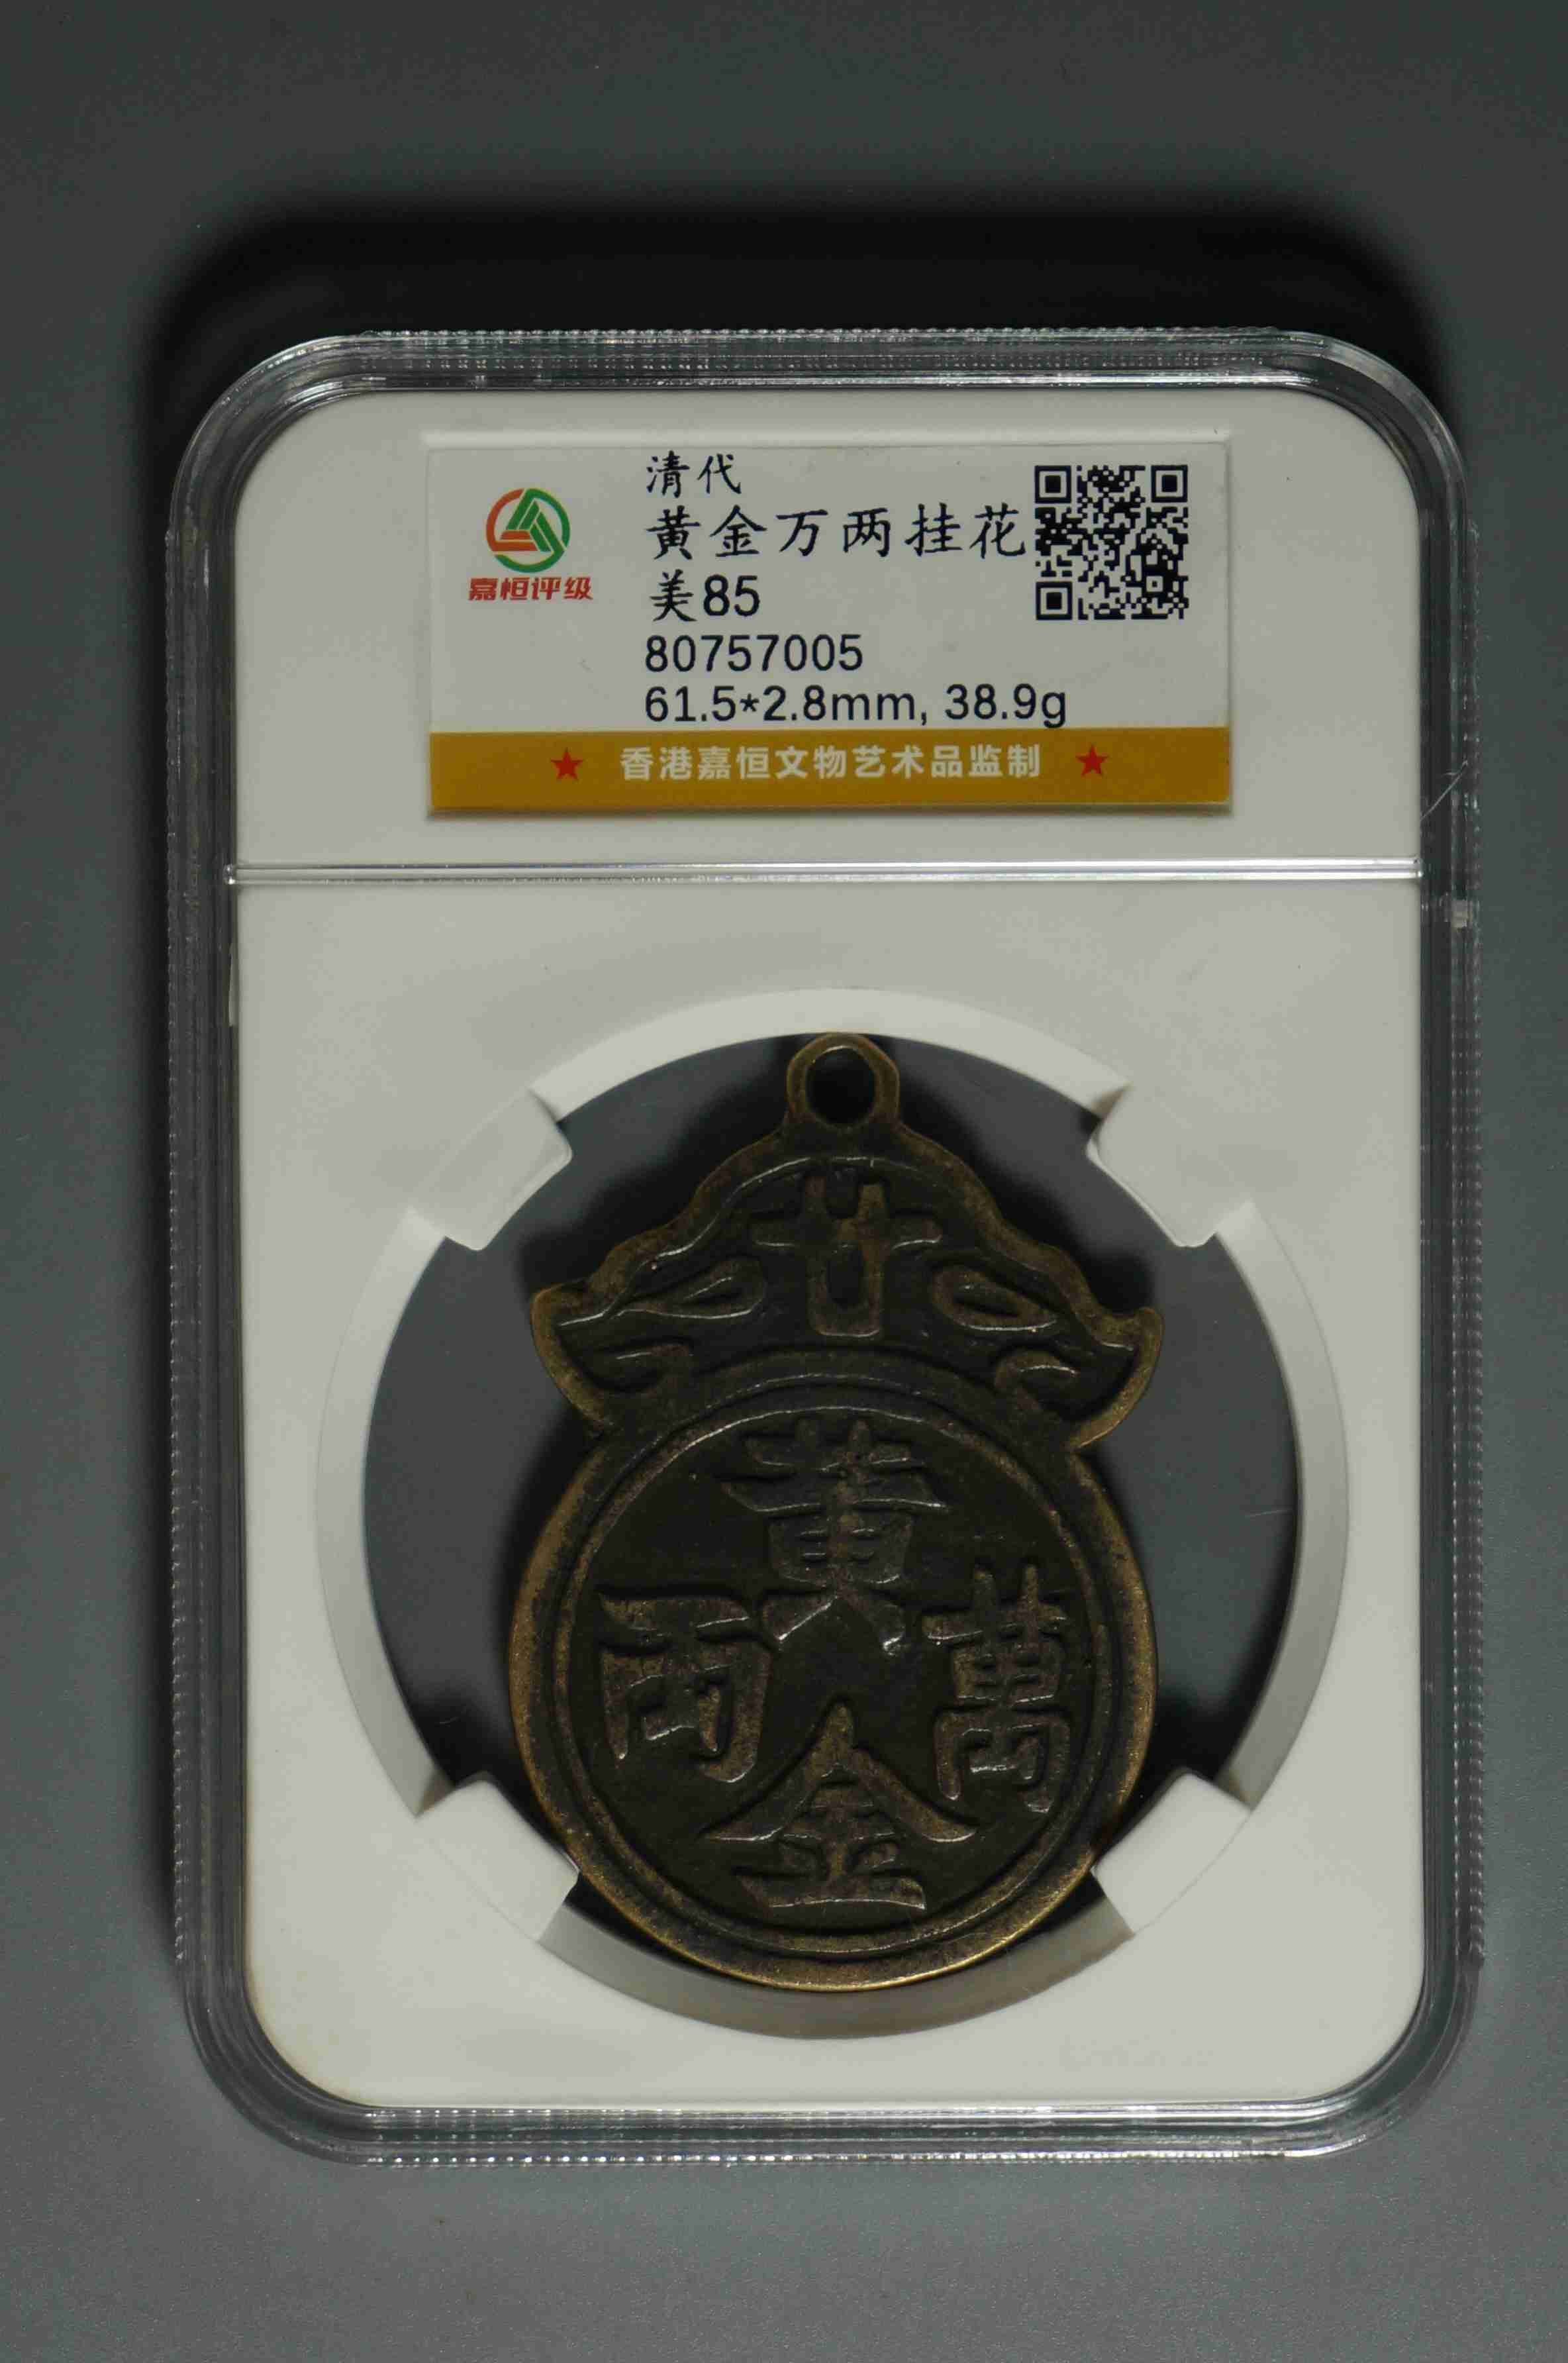 嘉恒评级
清代
黄金万两挂花
美85
80757005
61.5*2.8mm, 38.9g
★ 香港嘉恒文物艺术品监制 ★
廿
黃
兩 萬
金